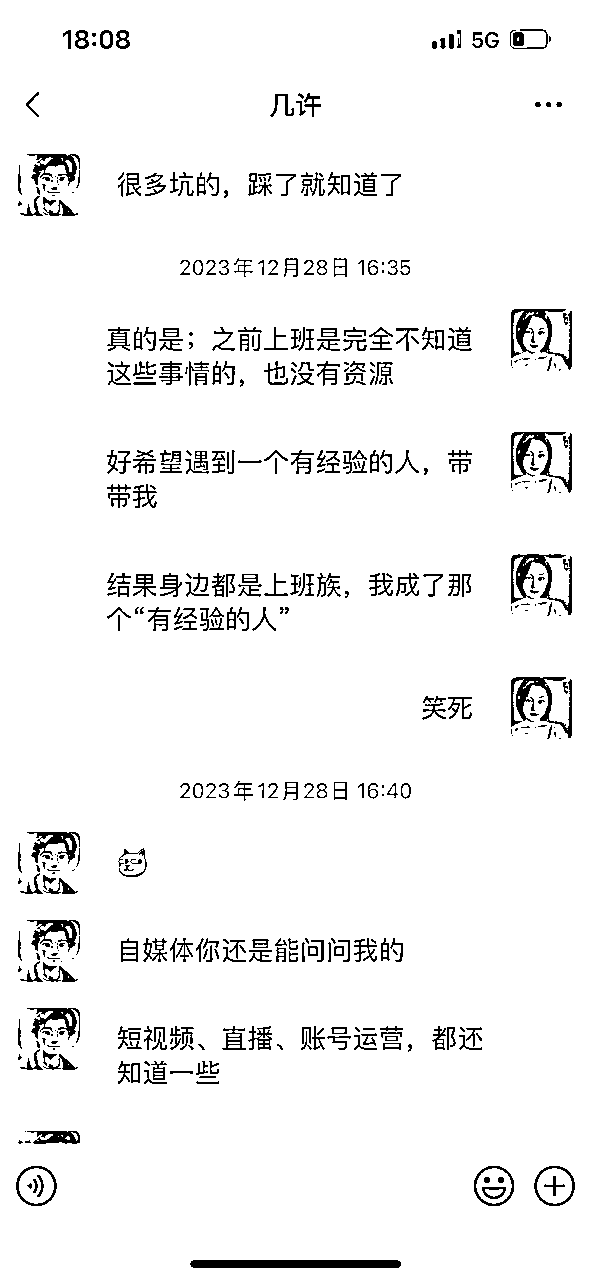 18:08
5G
几许
很多坑的，踩了就知道了
2023年12月28日 16:35
真的是；之前上班是完全不知道
这些事情的，也没有资源
好希望遇到一个有经验的人，带
带我
结果身边都是上班族，我成了那
个“有经验的人”
笑死
2023年12月28日 16:40
自媒体你还是能问问我的
短视频、直播、账号运营，都还
知道一些